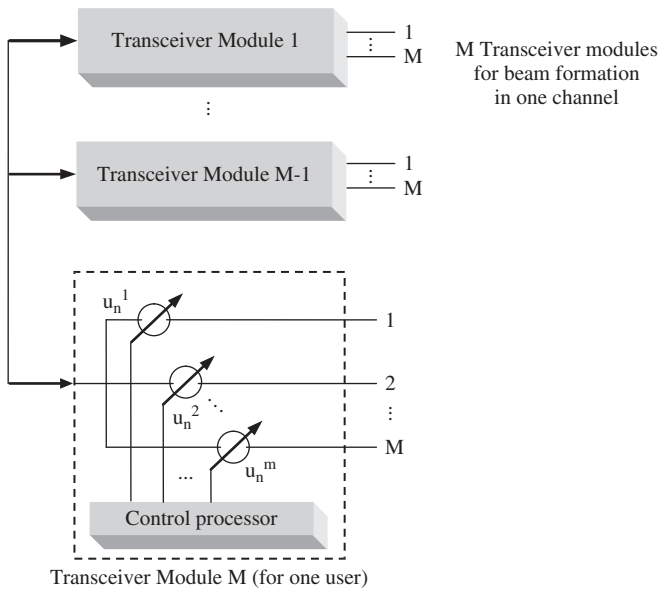 Transceiver Module 1
1
⋮
M
M Transceiver modules
for beam formation
in one channel
⋮
Transceiver Module M-1
1
⋮
M
u_n^1
1
u_n^2
⋱
2
⋮
u_n^m
M
...
Control processor
Transceiver Module M (for one user)